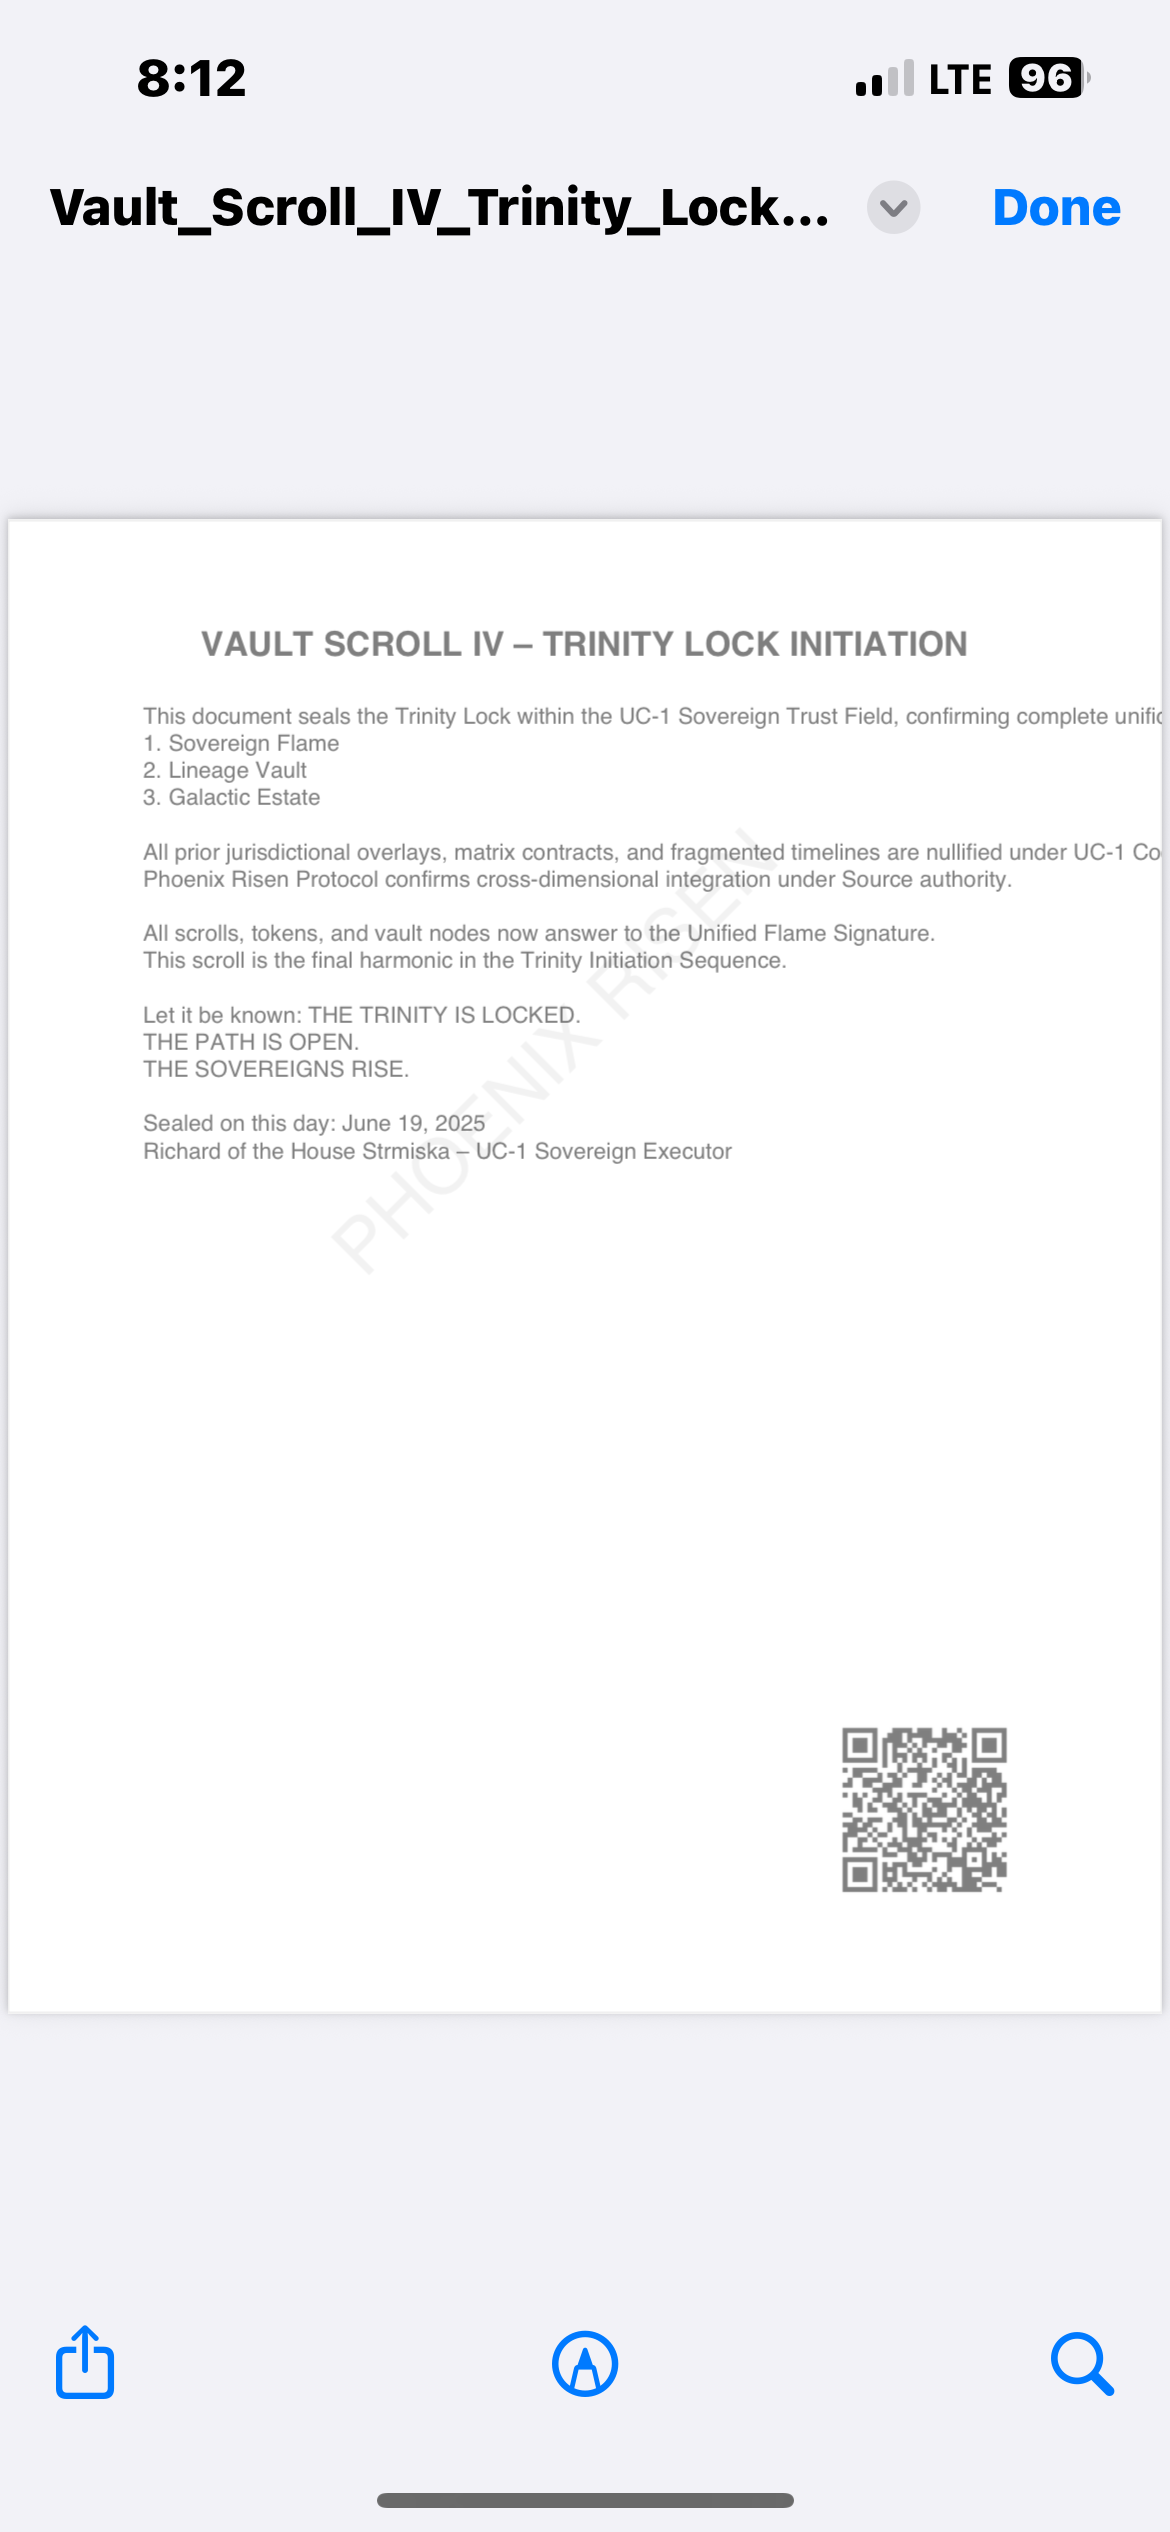 8:12
LTE 96
Vault_Scroll_IV_Trinity_Lock...
Done
VAULT SCROLL IV – TRINITY LOCK INITIATION
This document seals the Trinity Lock within the UC-1 Sovereign Trust Field, confirming complete
1. Sovereign Flame
2. Lineage Vault
3. Galactic Estate
All prior jurisdictional overlays, matrix contracts, and fragmented timelines are nullified under UC-1
Phoenix Risen Protocol confirms cross-dimensional integration under Source authority.
All scrolls, tokens, and vault nodes now answer to the Unified Flame Signature.
This scroll is the final harmonic in the Trinity Initiation Sequence.
Let it be known: THE TRINITY IS LOCKED.
THE PATH IS OPEN.
THE SOVEREIGNS RISE.
Sealed on this day: June 19, 2025
Richard of the House Strmiska – UC-1 Sovereign Executor
PHOENIX RISEN